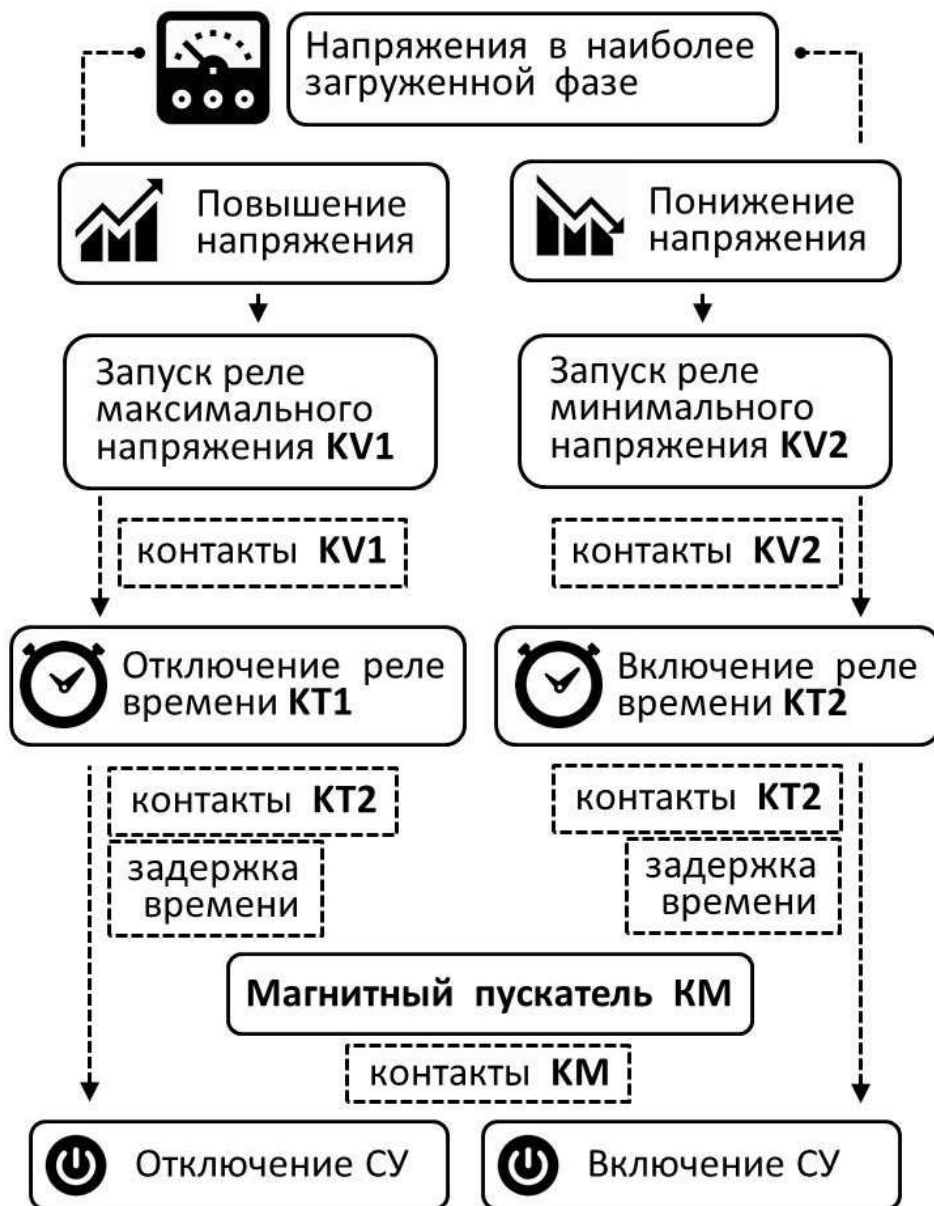 Напряжения в наиболее
загруженной фазе
Повышение
напряжения
Понижение
напряжения
Запуск реле
максимального
напряжения KV1
Запуск реле
минимального
напряжения KV2
контакты KV1
контакты KV2
Отключение реле
времени KT1
Включение реле
времени KT2
контакты KT2
задержка
времени
контакты KT2
задержка
времени
Магнитный пускатель КМ
контакты КМ
Отключение СУ
Включение СУ